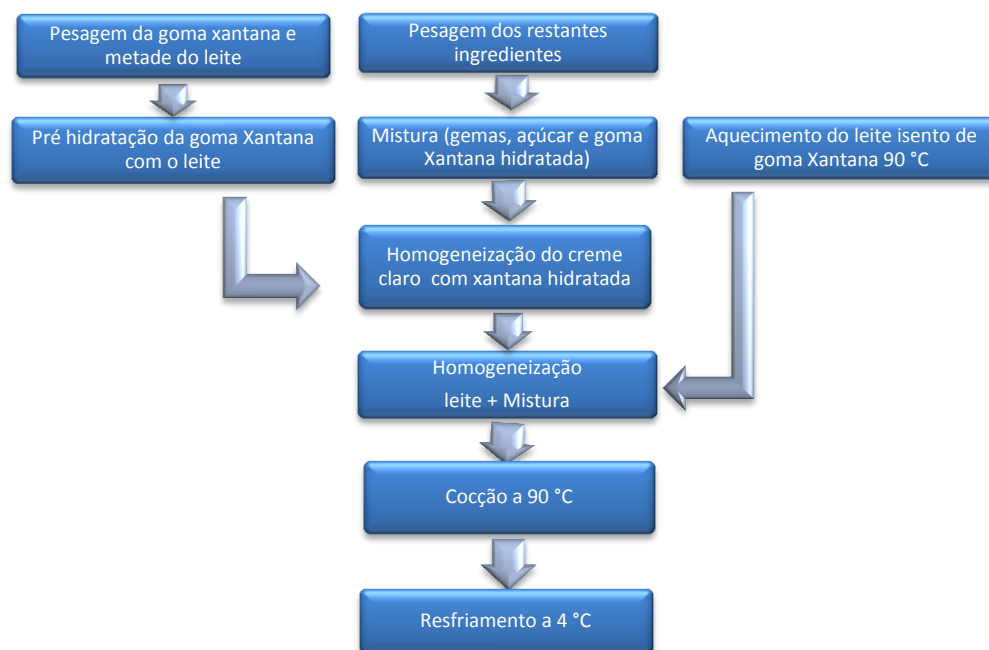 Pesagem da goma xantana e
metade do leite
Pesagem dos restantes
ingredientes
Pré hidratação da goma Xantana
com o leite
Mistura (gemas, açúcar e goma
Xantana hidratada)
Aquecimento do leite isento de
goma Xantana 90 °C
Homogeneização do creme
claro com xantana hidratada
Homogeneização
leite + Mistura
Cocção a 90 °C
Resfriamento a 4 °C